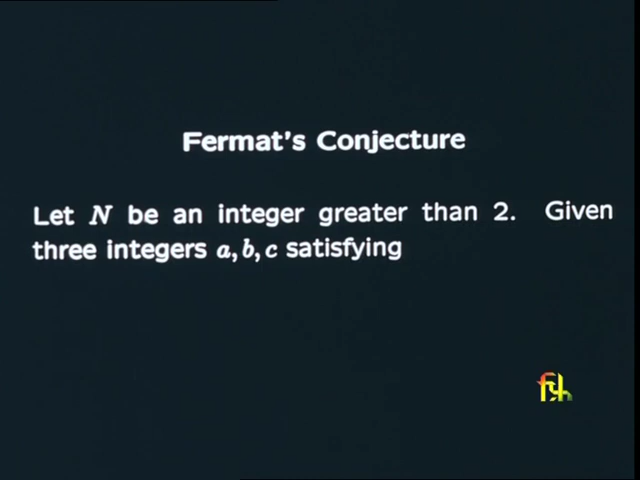 Fermat's Conjecture
Let N be an integer greater than 2. Given
three integers a, b, c satisfying